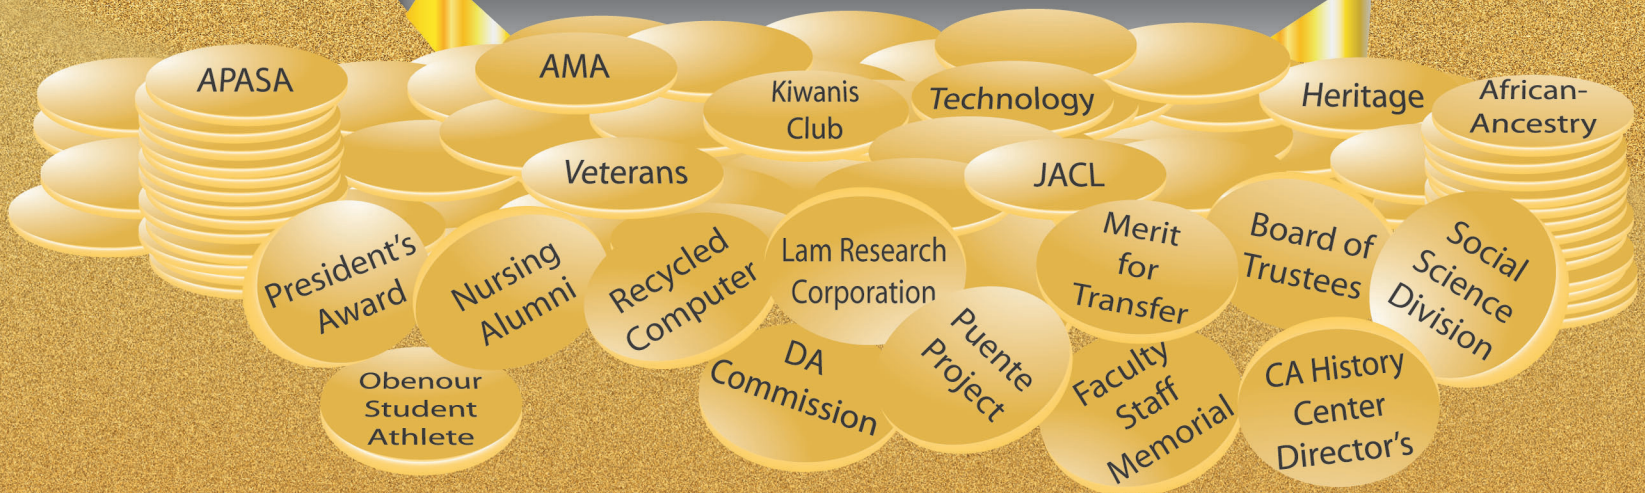 APASA
AMA
Kiwanis
Club
Technology
Heritage
African-
Ancestry
Veterans
JACL
President's
Award
Nursing
Alumni
Recycled
Computer
Lam Research
Corporation
Merit
for
Transfer
Board of
Trustees
Social
Science
Division
Obenour
Student
Athlete
DA
Commission
Puente
Project
Faculty
Staff
Memorial
CA History
Center
Director's